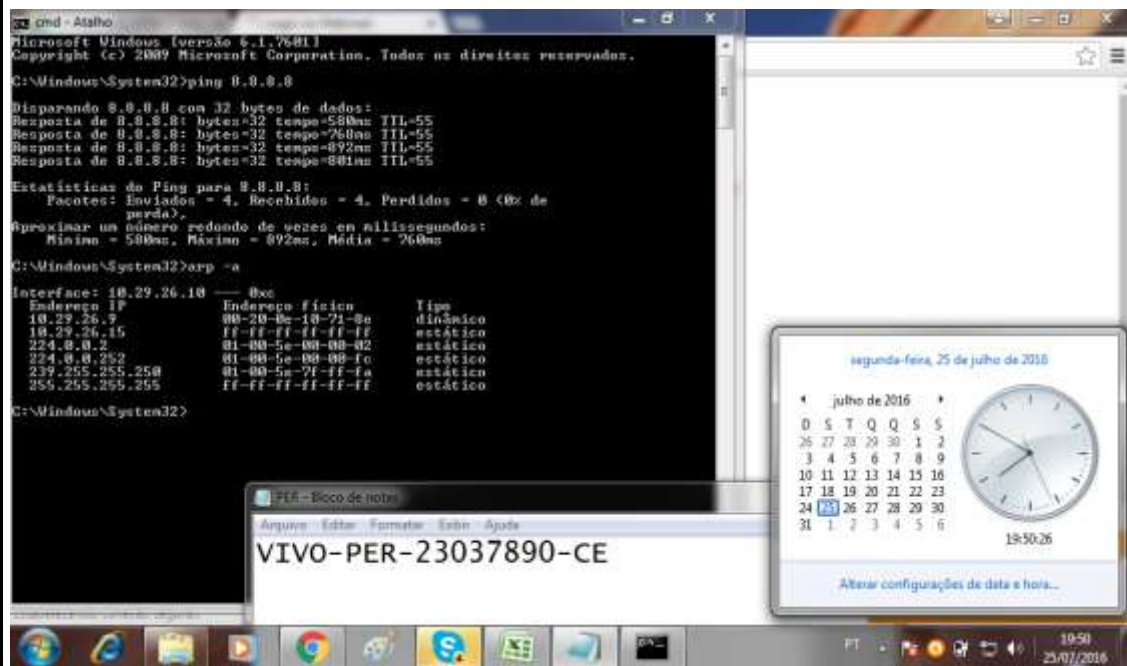 cmd - Atalho
Microsoft Windows [versão 6.1.7601]
Copyright (c) 2009 Microsoft Corporation. Todos os direitos reservados.
C:\Windows\System32>ping 8.8.8.8
Disparando 8.8.8.8 com 32 bytes de dados:
Resposta de 8.8.8.8: bytes=32 tempo=580ms TTL=55
Resposta de 8.8.8.8: bytes=32 tempo=768ms TTL=55
Resposta de 8.8.8.8: bytes=32 tempo=892ms TTL=55
Resposta de 8.8.8.8: bytes=32 tempo=801ms TTL=55
Estatísticas do Ping para 8.8.8.8:
Pacotes: Enviados = 4, Recebidos = 4, Perdidos = 0 (0% de
perda),
Aproximar um número redondo de vezes em milissegundos:
Mínimo = 580ms, Máximo = 892ms, Média = 760ms
C:\Windows\System32>arp -a
Interface: 10.29.26.10 --- 0xc
Endereço IP Endereço físico Tipo
10.29.26.9 00-20-0e-10-71-8e dinâmico
10.29.26.15 ff-ff-ff-ff-ff-ff estático
224.0.0.2 01-00-5e-00-00-02 estático
224.0.0.252 01-00-5e-00-00-fc estático
239.255.255.250 01-00-5e-7f-ff-fa estático
255.255.255.255 ff-ff-ff-ff-ff-ff estático
C:\Windows\System32>
PER - Bloco de notas
Arquivo Editar Formatar Exibir Ajuda
VIVO-PER-23037890-CE
segunda-feira, 25 de julho de 2016
julho de 2016
D S T Q Q S S
26 27 28 29 30 1 2
3 4 5 6 7 8 9
10 11 12 13 14 15 16
17 18 19 20 21 22 23
24 25 26 27 28 29 30
31 1 2 3 4 5 6
19:50:26
Alterar configurações de data e hora...
PT
19:50
25/07/2016